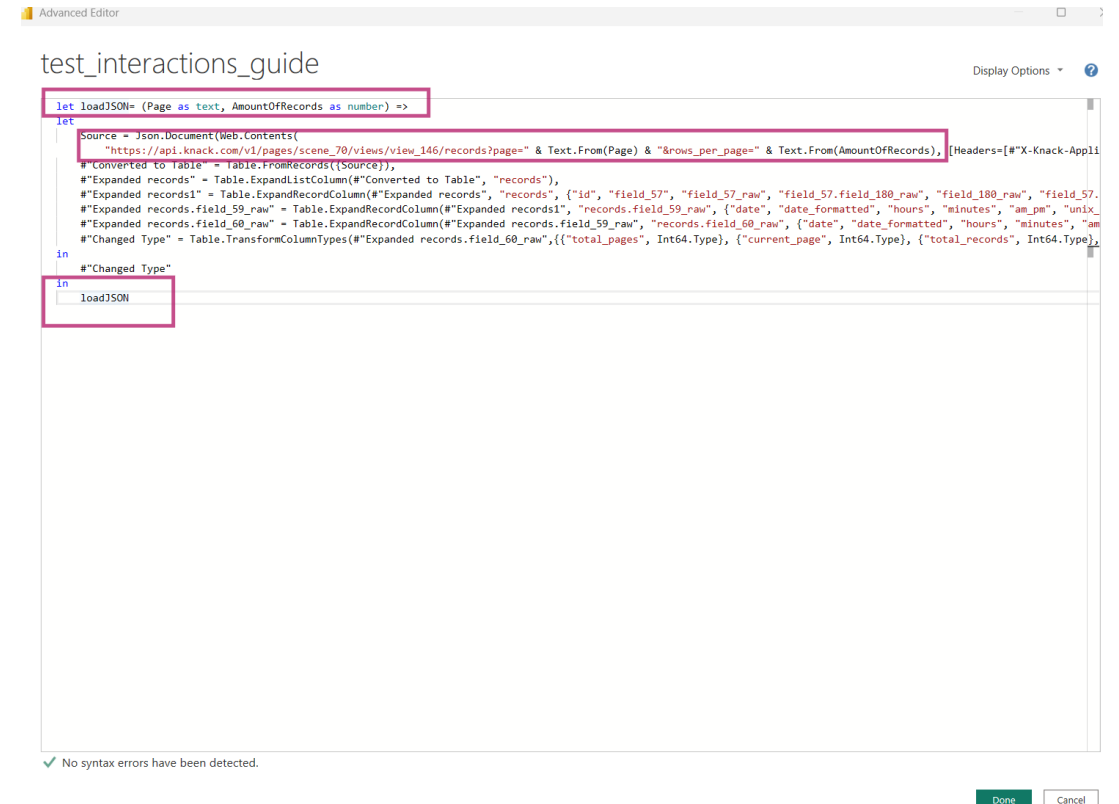 Advanced Editor
test_interactions_guide
Display Options
?
let loadJSON= (Page as text, AmountOfRecords as number) =>
let
Source = Json.Document(Web.Contents(
"https://api.knack.com/v1/pages/scene_70/views/view_146/records?page=" & Text.From(Page) & "&rows_per_page=" & Text.From(AmountOfRecords), [Headers=[#"X-Knack-Appli
#"Converted to Table" = Table.FromRecords({Source}),
#"Expanded records" = Table.ExpandListColumn(#"Converted to Table", "records"),
#"Expanded records1" = Table.ExpandRecordColumn(#"Expanded records", "records", {"id", "field_57", "field_57_raw", "field_57.field_180_raw", "field_180_raw", "field_57.
#"Expanded records.field_59_raw" = Table.ExpandRecordColumn(#"Expanded records1", "records.field_59_raw", {"date", "date_formatted", "hours", "minutes", "am_pm", "unix_
#"Expanded records.field_60_raw" = Table.ExpandRecordColumn(#"Expanded records.field_59_raw", "records.field_60_raw", {"date", "date_formatted", "hours", "minutes", "am
#"Changed Type" = Table.TransformColumnTypes(#"Expanded records.field_60_raw",{{"total_pages", Int64.Type}, {"current_page", Int64.Type}, {"total_records", Int64.Type},
in
#"Changed Type"
in
loadJSON
No syntax errors have been detected.
Done
Cancel